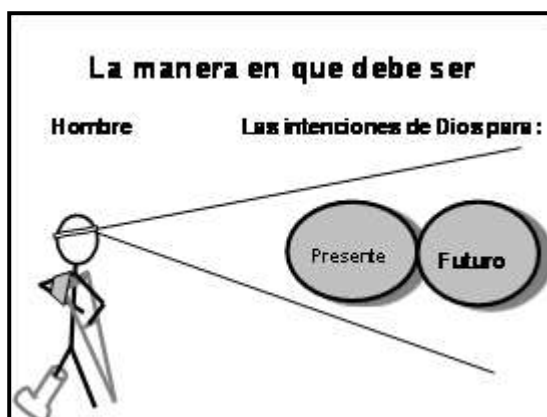 La manera en que debe ser
Hombre
Las intenciones de Dios para :
Presente
Futuro